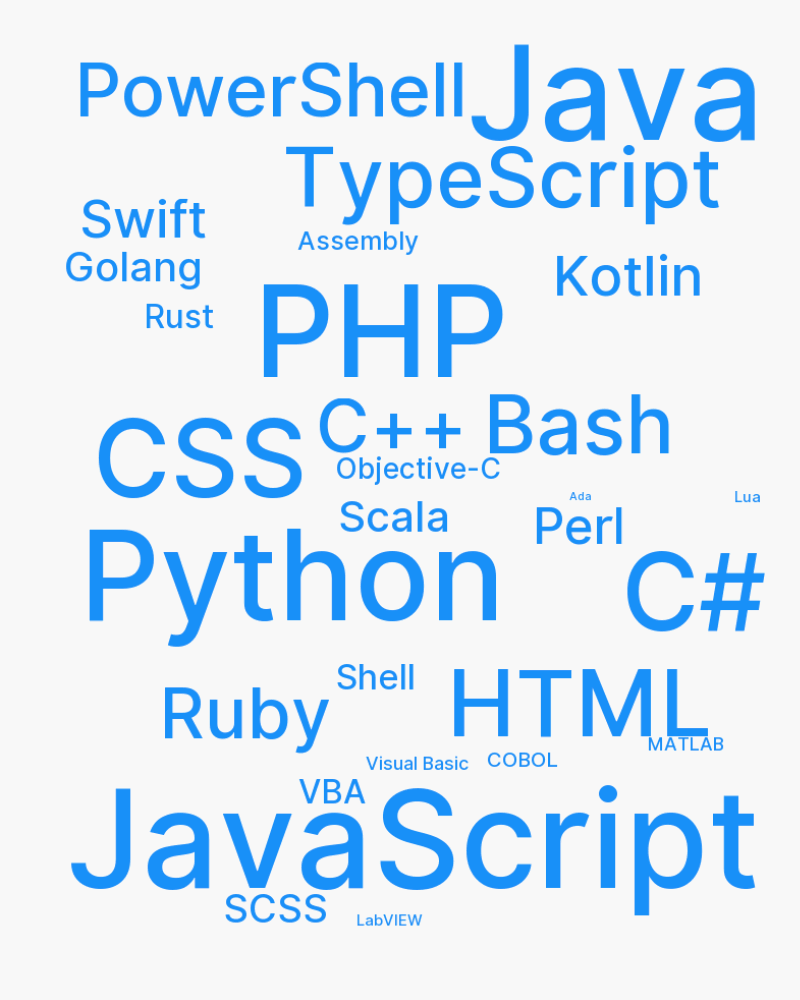 PowerShell
Java
TypeScript
Swift
Assembly
Golang
Kotlin
Rust
PHP
C++
Bash
CSS
Objective-C
Ada
Lua
Scala
Perl
Python
C#
Shell
HTML
Ruby
MATLAB
Visual Basic
COBOL
VBA
JavaScript
SCSS
LabVIEW